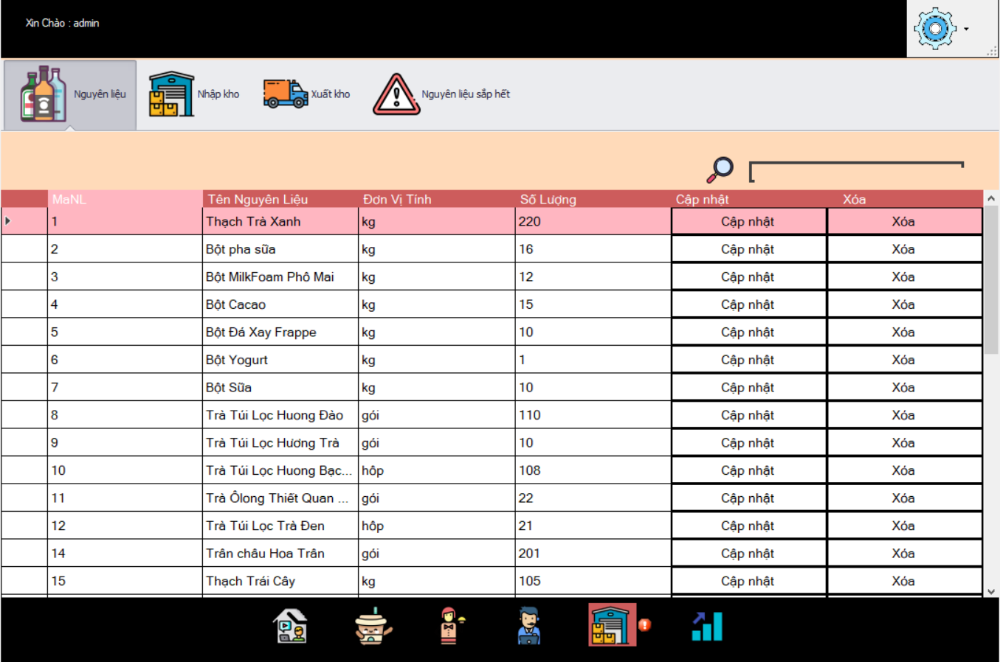 Xin Chào : admin
Nguyên liệu Nhập kho Xuất kho Nguyên liệu sắp hết
MaNL Tên Nguyên Liệu Đơn Vị Tính Số Lượng Cập nhật Xóa
1 Thạch Trà Xanh kg 220 Cập nhật Xóa
2 Bột pha sữa kg 16 Cập nhật Xóa
3 Bột MilkFoam Phô Mai kg 12 Cập nhật Xóa
4 Bột Cacao kg 15 Cập nhật Xóa
5 Bột Đá Xay Frappe kg 10 Cập nhật Xóa
6 Bột Yogurt kg 1 Cập nhật Xóa
7 Bột Sữa kg 10 Cập nhật Xóa
8 Trà Túi Lọc Huong Đào gói 110 Cập nhật Xóa
9 Trà Túi Lọc Hương Trà gói 10 Cập nhật Xóa
10 Trà Túi Lọc Huong Bạc... hôp 108 Cập nhật Xóa
11 Trà Ôlong Thiết Quan ... gói 22 Cập nhật Xóa
12 Trà Túi Lọc Trà Đen hôp 21 Cập nhật Xóa
14 Trân châu Hoa Trân gói 201 Cập nhật Xóa
15 Thạch Trái Cây kg 105 Cập nhật Xóa